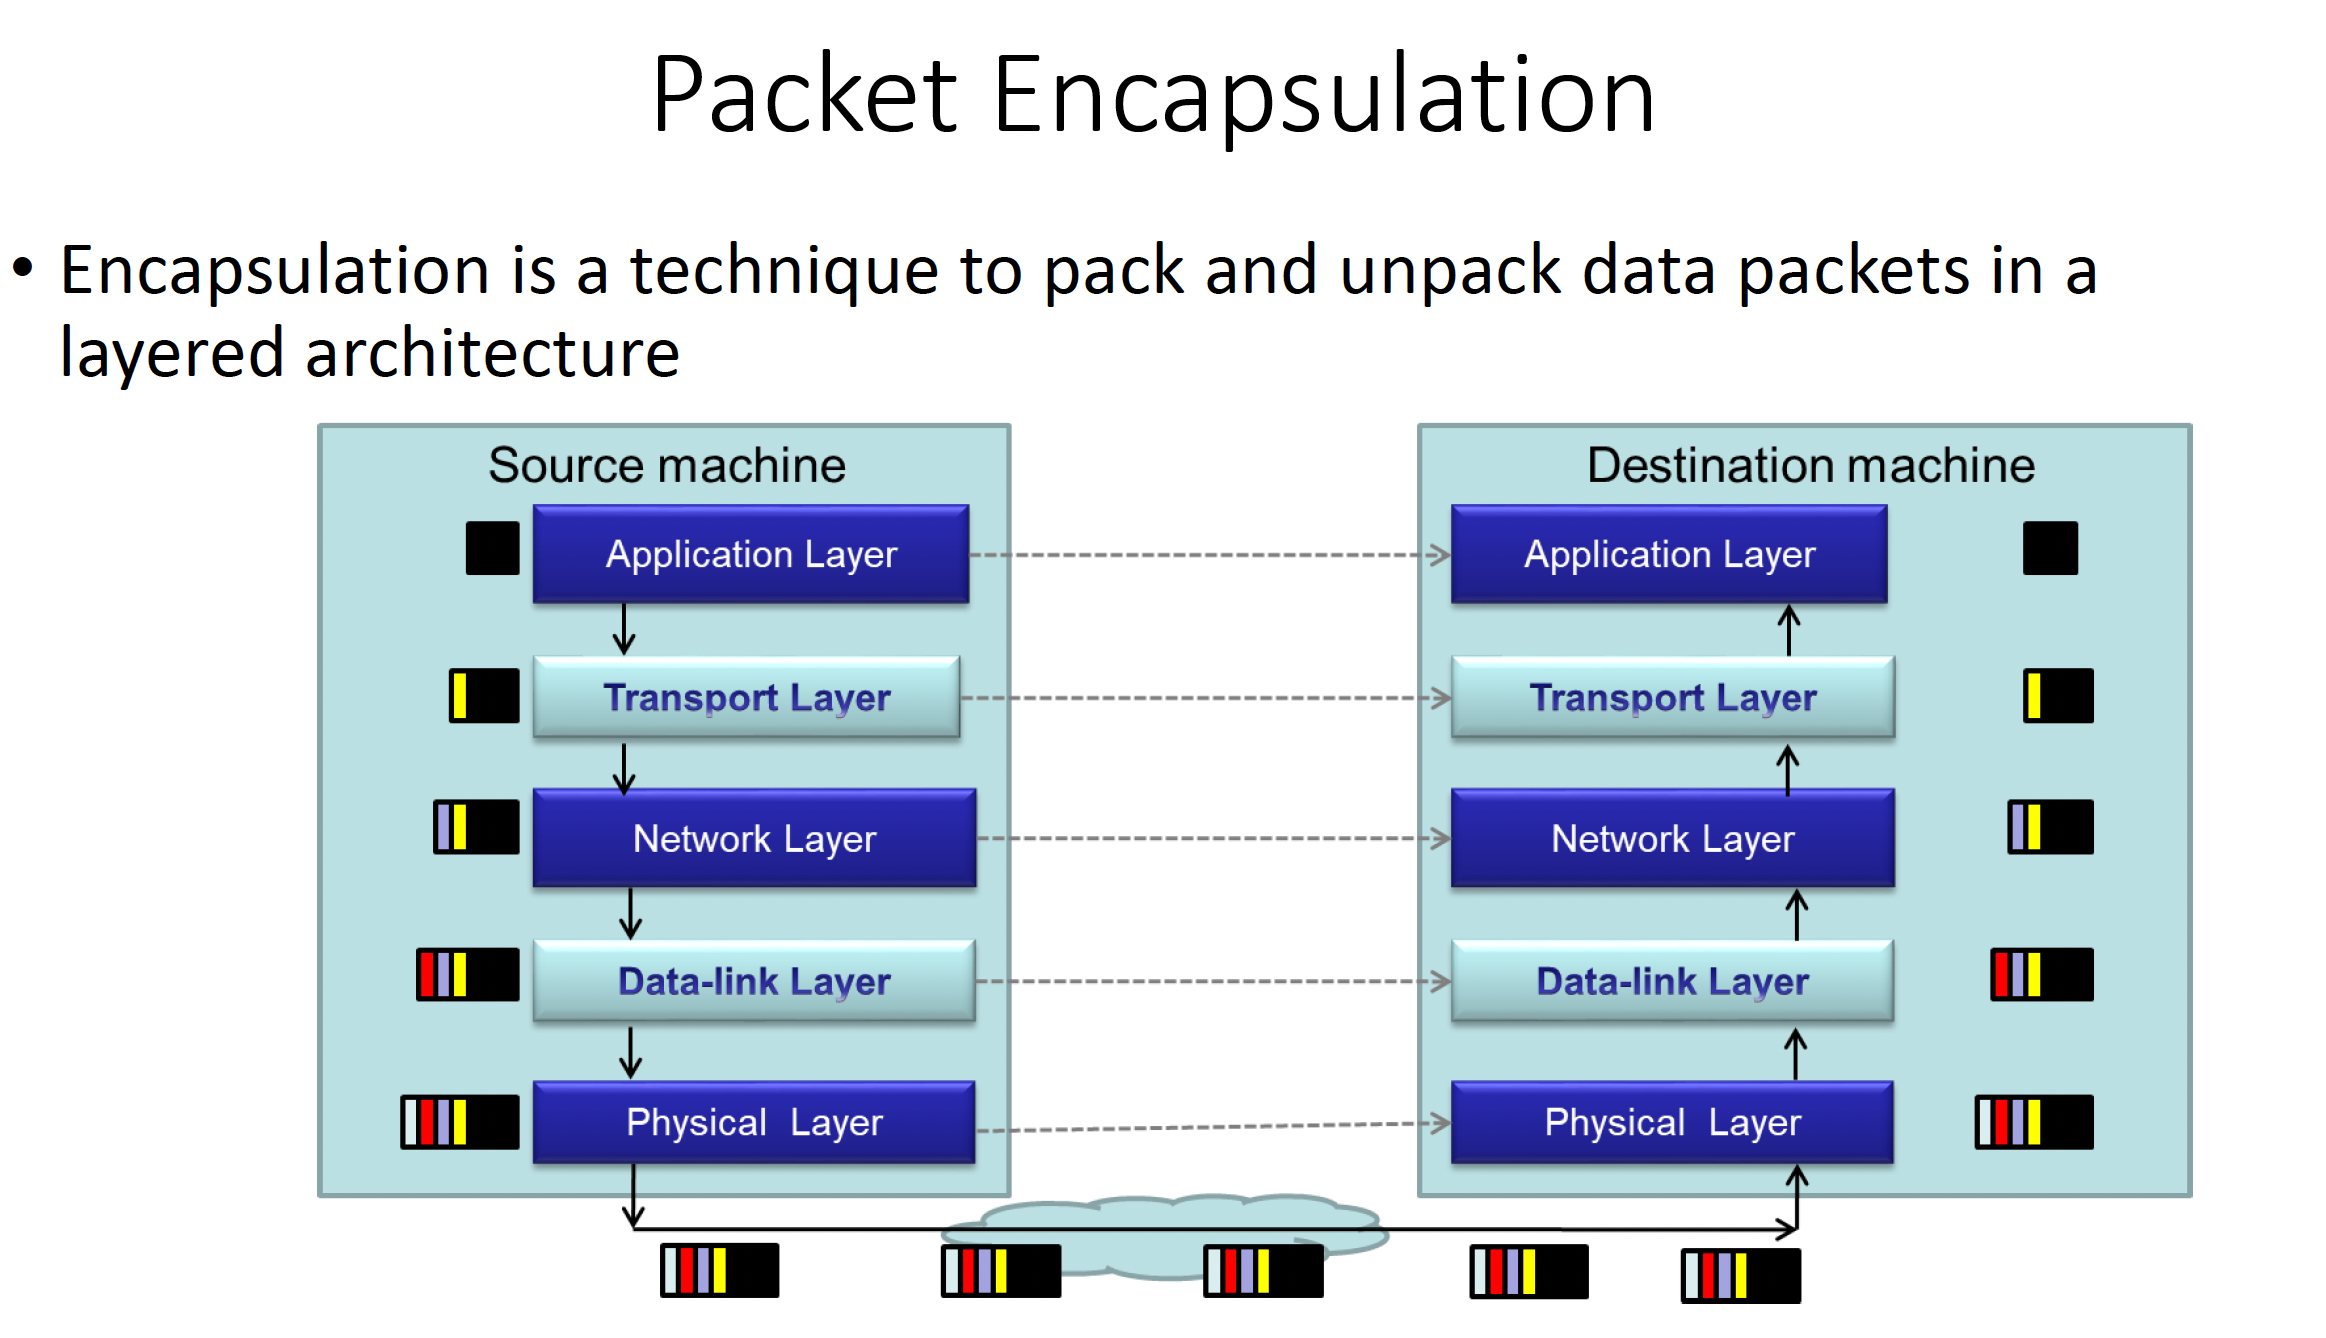 Packet Encapsulation
• Encapsulation is a technique to pack and unpack data packets in a
layered architecture
Source machine
Application Layer
Transport Layer
Network Layer
Data-link Layer
Physical Layer
Destination machine
Application Layer
Transport Layer
Network Layer
Data-link Layer
Physical Layer